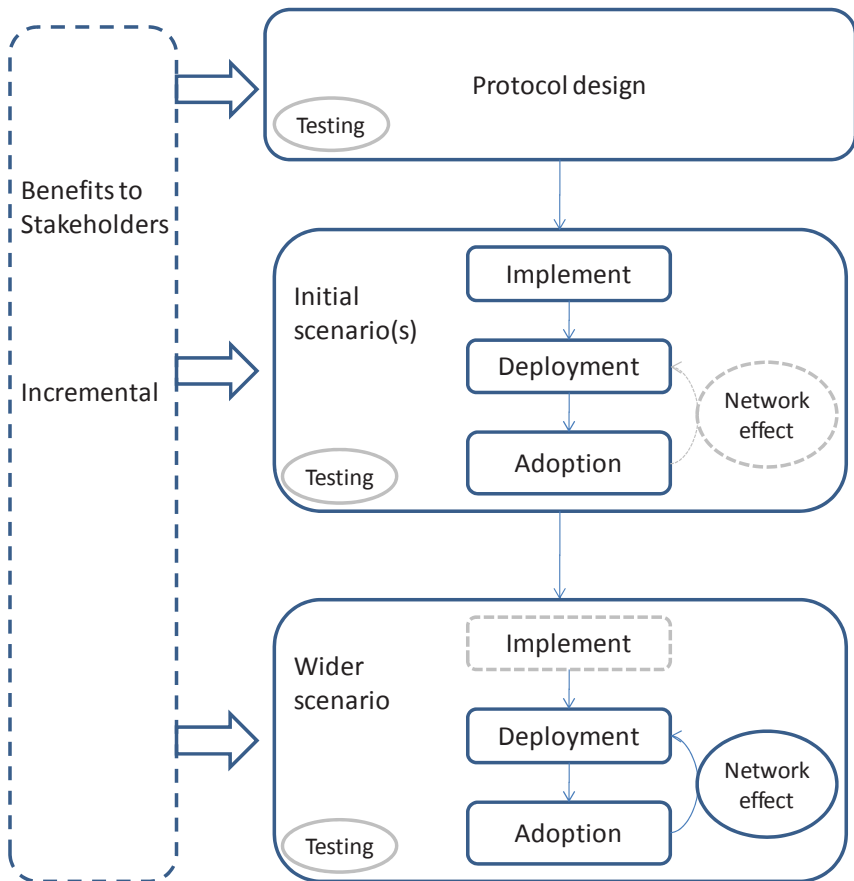 Benefits to
Stakeholders
Incremental
Protocol design
Testing
Initial
scenario(s)
Implement
Deployment
Adoption
Network
effect
Testing
Wider
scenario
Implement
Deployment
Adoption
Network
effect
Testing